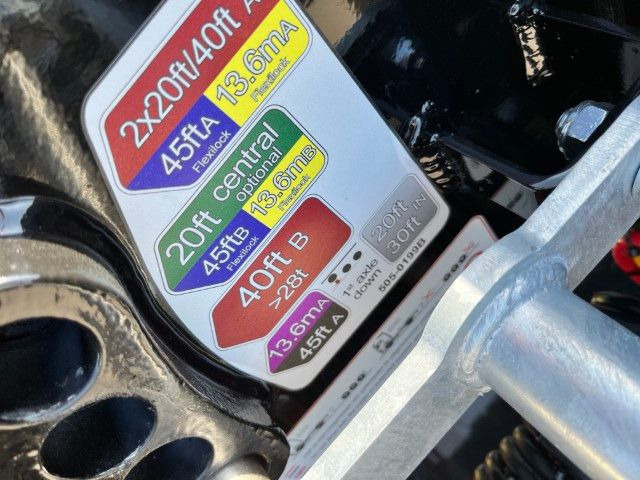 2x20ft/40ft A
45ftA
Flexilock
13.6mA
Flexilock
20ft central
optional
45ftB
Flexilock
13.6mB
Flexilock
40ft B
>28t
1st axle
down
20ft IN
30ft
505-0199B
13.6mA
45ft A